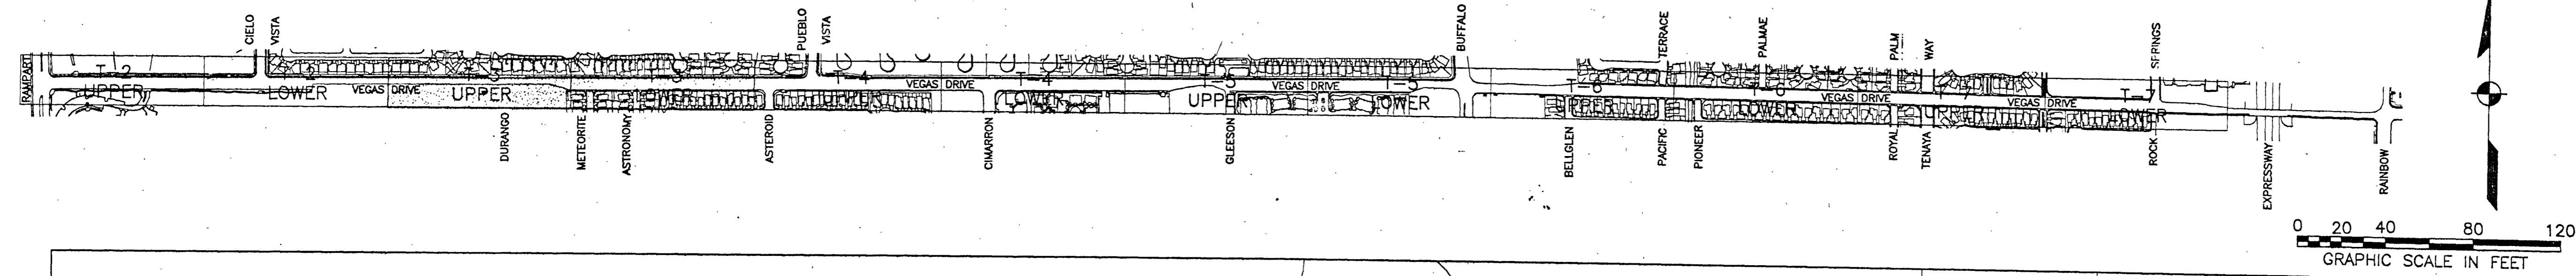 CIELO
VISTA
PUEBLO
VISTA
BUFFALO
TERRACE
PALMAE
PALM
WAY
SPRINGS
RAMPART
T-2
T-3
T-4
T-4
T-5
T-5
T-6
T-6
T-7
T-7
UPPER
LOWER
VEGAS DRIVE
UPPER
LOWER
UPPER
VEGAS DRIVE
LOWER
UPPER
VEGAS DRIVE
LOWER
UPPER
LOWER
VEGAS DRIVE
UPPER
VEGAS DRIVE
LOWER
DURANGO
METEORITE
ASTRONOMY
ASTEROID
CIMARRON
GLEESON
BELLGLEN
PACIFIC
PIONEER
ROYAL
TENAYA
ROCK
EXPRESSWAY
RAINBOW
0 20 40 80 120
GRAPHIC SCALE IN FEET